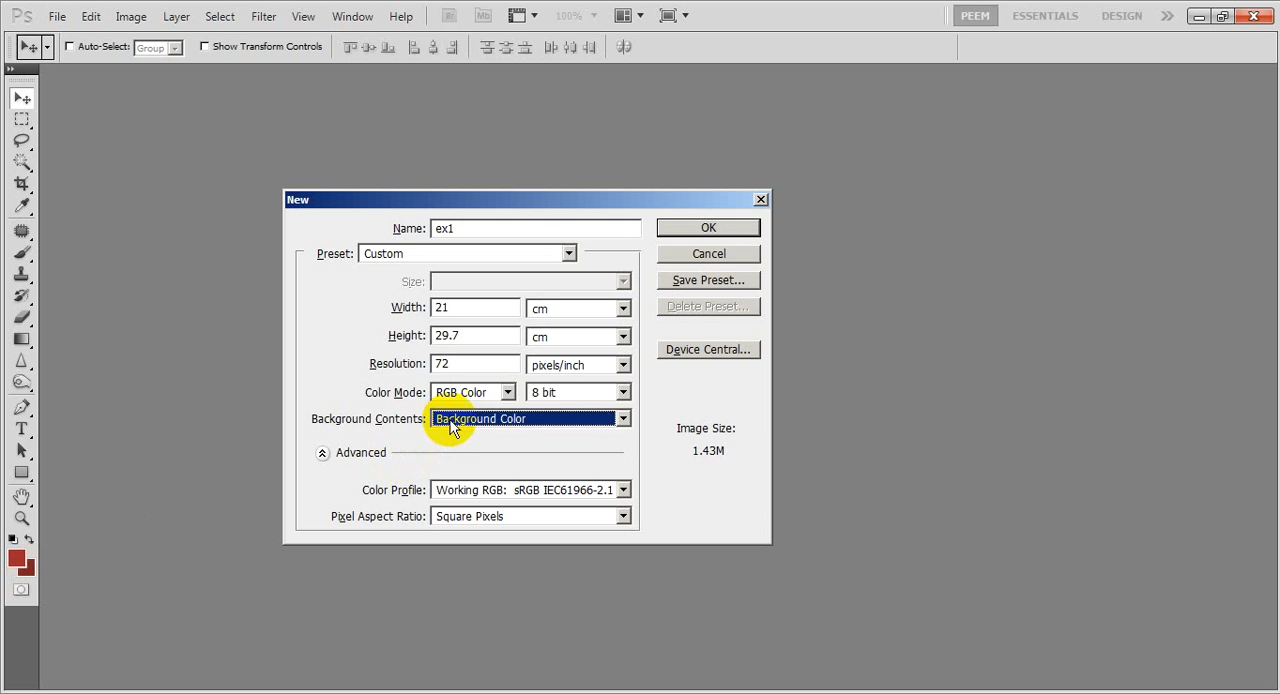 Ps File Edit Image Layer Select Filter View Window Help Br Mb 100% PEEM ESSENTIALS DESIGN
Auto-Select: Group Show Transform Controls
New
Name: ex1 OK
Preset: Custom Cancel
Size: Save Preset...
Width: 21 cm Delete Preset...
Height: 29.7 cm
Resolution: 72 pixels/inch Device Central...
Color Mode: RGB Color 8 bit
Background Contents: Background Color
Image Size:
Advanced 1.43M
Color Profile: Working RGB: sRGB IEC61966-2.1
Pixel Aspect Ratio: Square Pixels